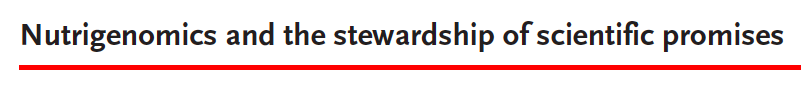 Nutrigenomics and the stewardship of scientific promises